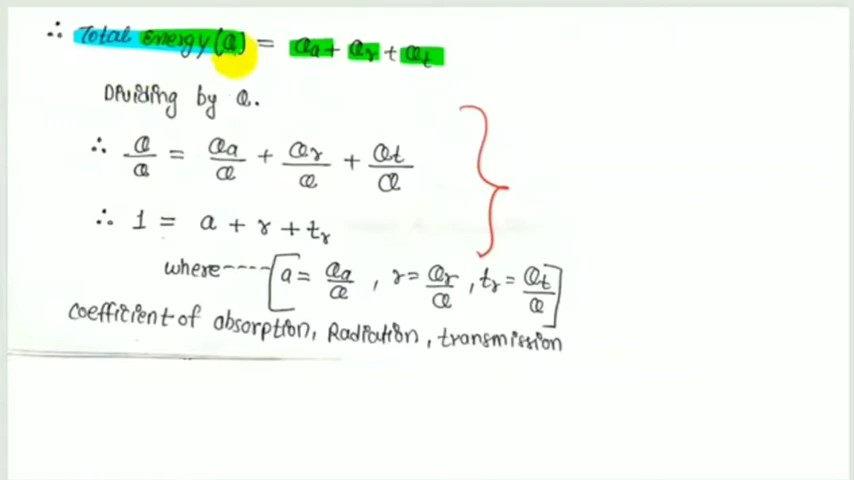 ∴ Total energy (Q) = Qa + Qr + Qt
Dividing by Q.
∴ Q/Q = Qa/Q + Qr/Q + Qt/Q
∴ 1 = a + r + tr
where----[a = Qa/Q , r = Qr/Q , tr = Qt/Q]
coefficient of absorption, Radiation, transmission